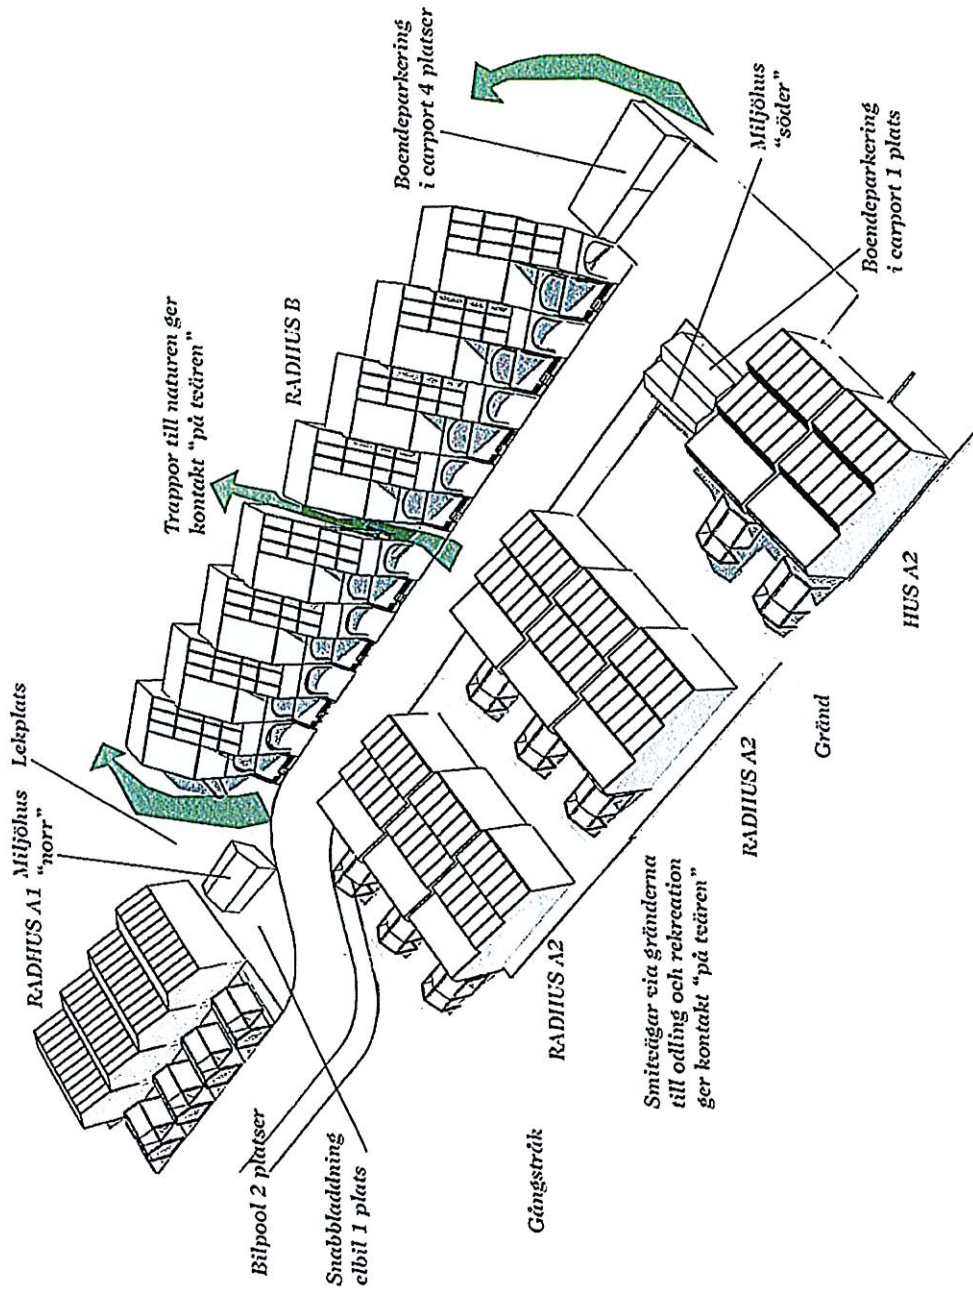 RADHUS A1
Miljöhus
"norr"
Lekplats
Trappor till naturen ger
kontakt "på tvären"
RADHUS B
Boendeparkering
i carport 4 platser
Miljöhus
"söder"
Boendeparkering
i carport 1 plats
Bilpool 2 platser
Snabbladdning
elbil 1 plats
Gångstråk
RADHUS A2
Smitvägar via gränderna
till odling och rekreation
ger kontakt "på tvären"
RADHUS A2
Gränd
HUS A2